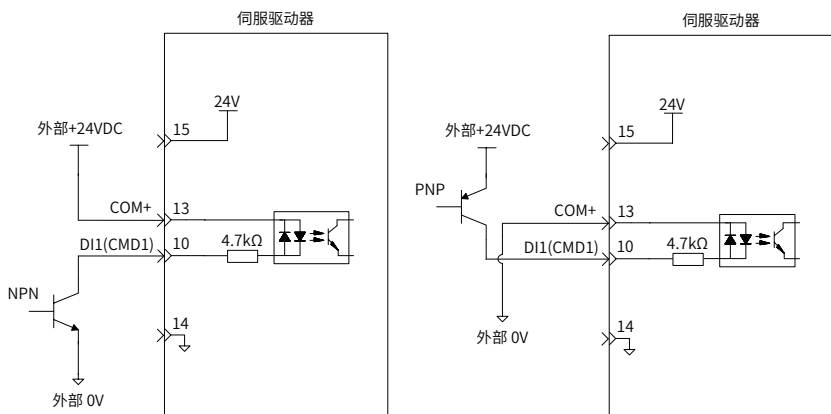 伺服驱动器
24V
15
外部+24VDC
COM+
13
4.7kΩ
DI1(CMD1)
10
NPN
14
外部 0V
伺服驱动器
24V
15
外部+24VDC
PNP
COM+
13
4.7kΩ
DI1(CMD1)
10
14
外部 0V